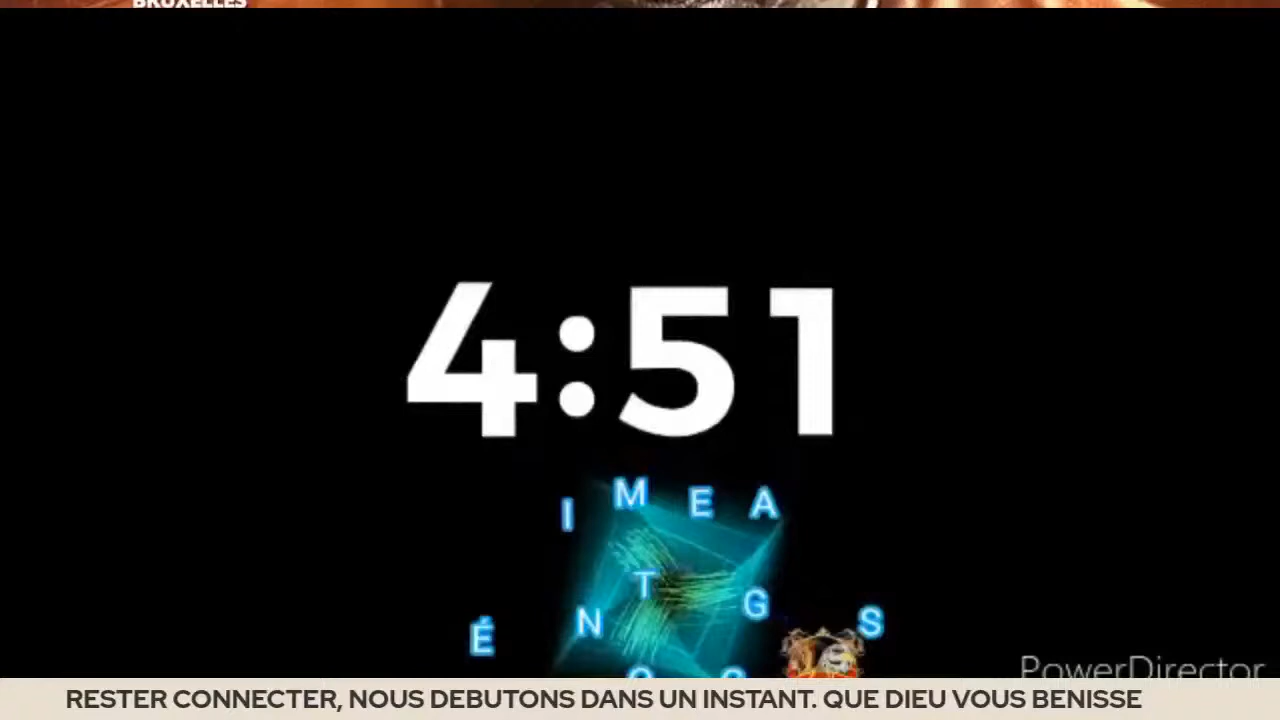 BRUXELLES
4:51
I M E A
T G
É N S
PowerDirector
RESTER CONNECTER, NOUS DEBUTONS DANS UN INSTANT. QUE DIEU VOUS BENISSE